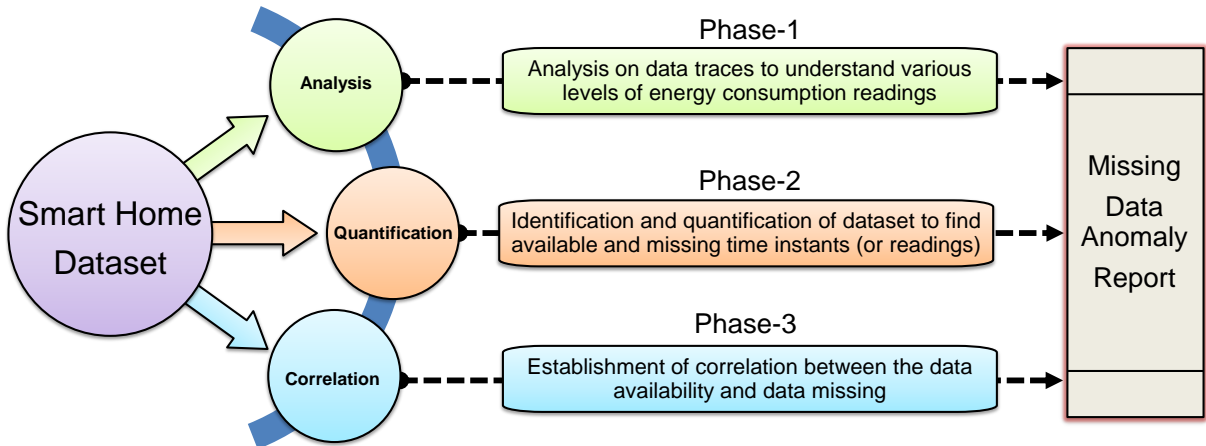 Smart Home
Dataset
Analysis
Quantification
Correlation
Phase-1
Analysis on data traces to understand various
levels of energy consumption readings
Phase-2
Identification and quantification of dataset to find
available and missing time instants (or readings)
Phase-3
Establishment of correlation between the data
availability and data missing
Missing
Data
Anomaly
Report